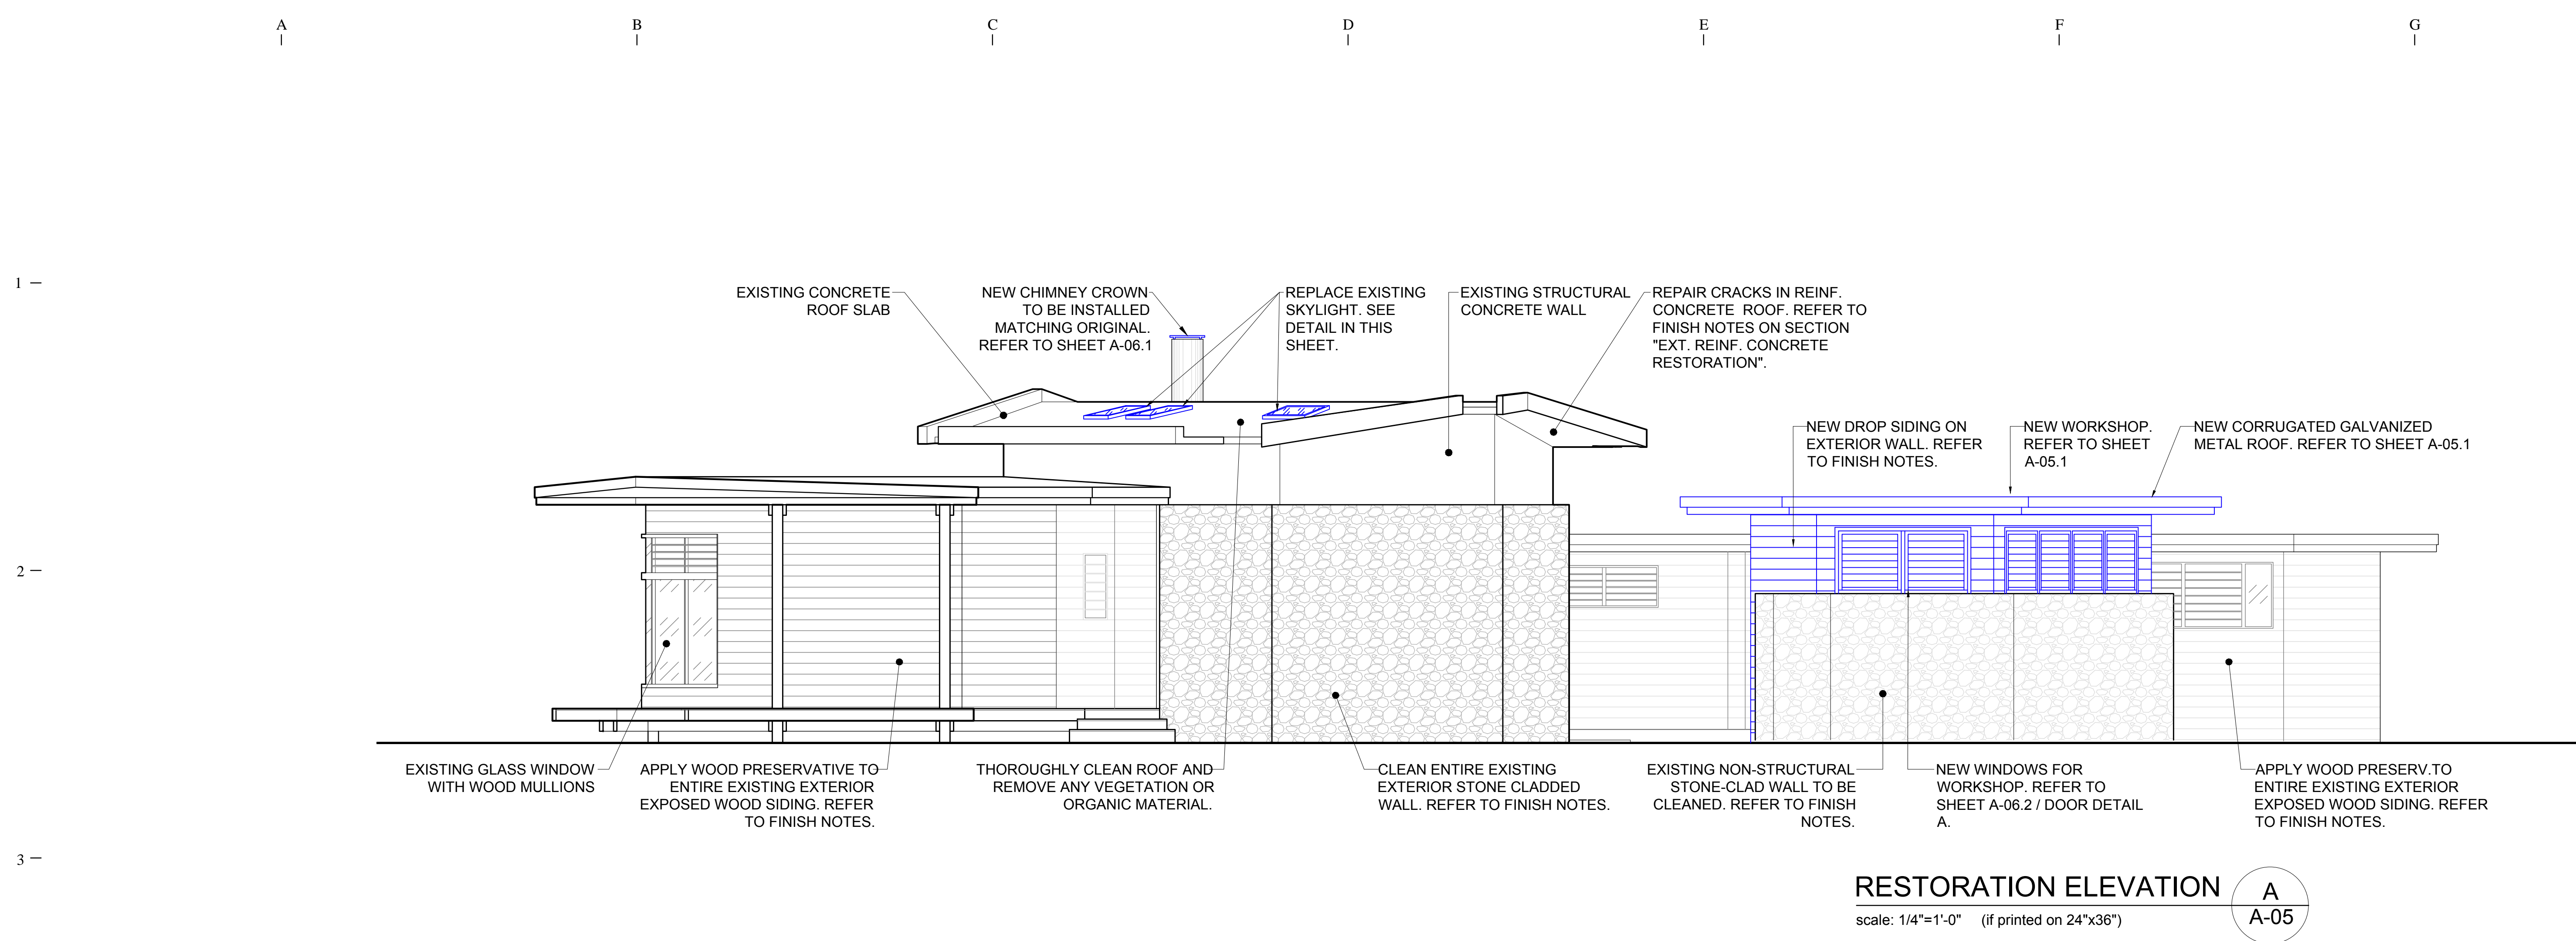 A
B
C
D
E
F
G
1
2
3
EXISTING CONCRETE
ROOF SLAB
NEW CHIMNEY CROWN
TO BE INSTALLED
MATCHING ORIGINAL.
REFER TO SHEET A-06.1
REPLACE EXISTING
SKYLIGHT. SEE
DETAIL IN THIS
SHEET.
EXISTING STRUCTURAL
CONCRETE WALL
REPAIR CRACKS IN REINF.
CONCRETE ROOF. REFER TO
FINISH NOTES ON SECTION
"EXT. REINF. CONCRETE
RESTORATION".
NEW DROP SIDING ON
EXTERIOR WALL. REFER
TO FINISH NOTES.
NEW WORKSHOP.
REFER TO SHEET
A-05.1
NEW CORRUGATED GALVANIZED
METAL ROOF. REFER TO SHEET A-05.1
EXISTING GLASS WINDOW
WITH WOOD MULLIONS
APPLY WOOD PRESERVATIVE TO
ENTIRE EXISTING EXTERIOR
EXPOSED WOOD SIDING. REFER
TO FINISH NOTES.
THOROUGHLY CLEAN ROOF AND
REMOVE ANY VEGETATION OR
ORGANIC MATERIAL.
CLEAN ENTIRE EXISTING
EXTERIOR STONE CLADDED
WALL. REFER TO FINISH NOTES.
EXISTING NON-STRUCTURAL
STONE-CLAD WALL TO BE
CLEANED. REFER TO FINISH
NOTES.
NEW WINDOWS FOR
WORKSHOP. REFER TO
SHEET A-06.2 / DOOR DETAIL
A.
APPLY WOOD PRESERV.TO
ENTIRE EXISTING EXTERIOR
EXPOSED WOOD SIDING. REFER
TO FINISH NOTES.
RESTORATION ELEVATION
scale: 1/4"=1'-0" (if printed on 24"x36")
A
A-05